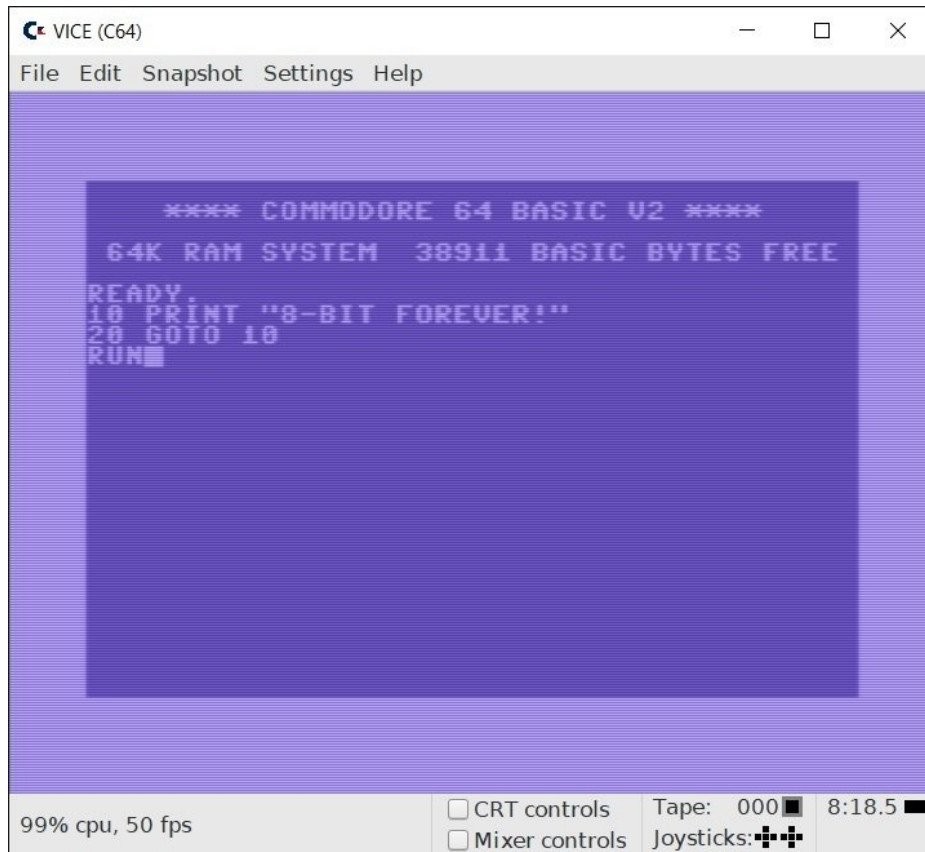 VICE (C64)
File Edit Snapshot Settings Help
**** COMMODORE 64 BASIC V2 ****
64K RAM SYSTEM  38911 BASIC BYTES FREE
READY.
10 PRINT "8-BIT FOREVER!"
20 GOTO 10
RUN
99% cpu, 50 fps
CRT controls
Mixer controls
Tape: 000
Joysticks:
8:18.5